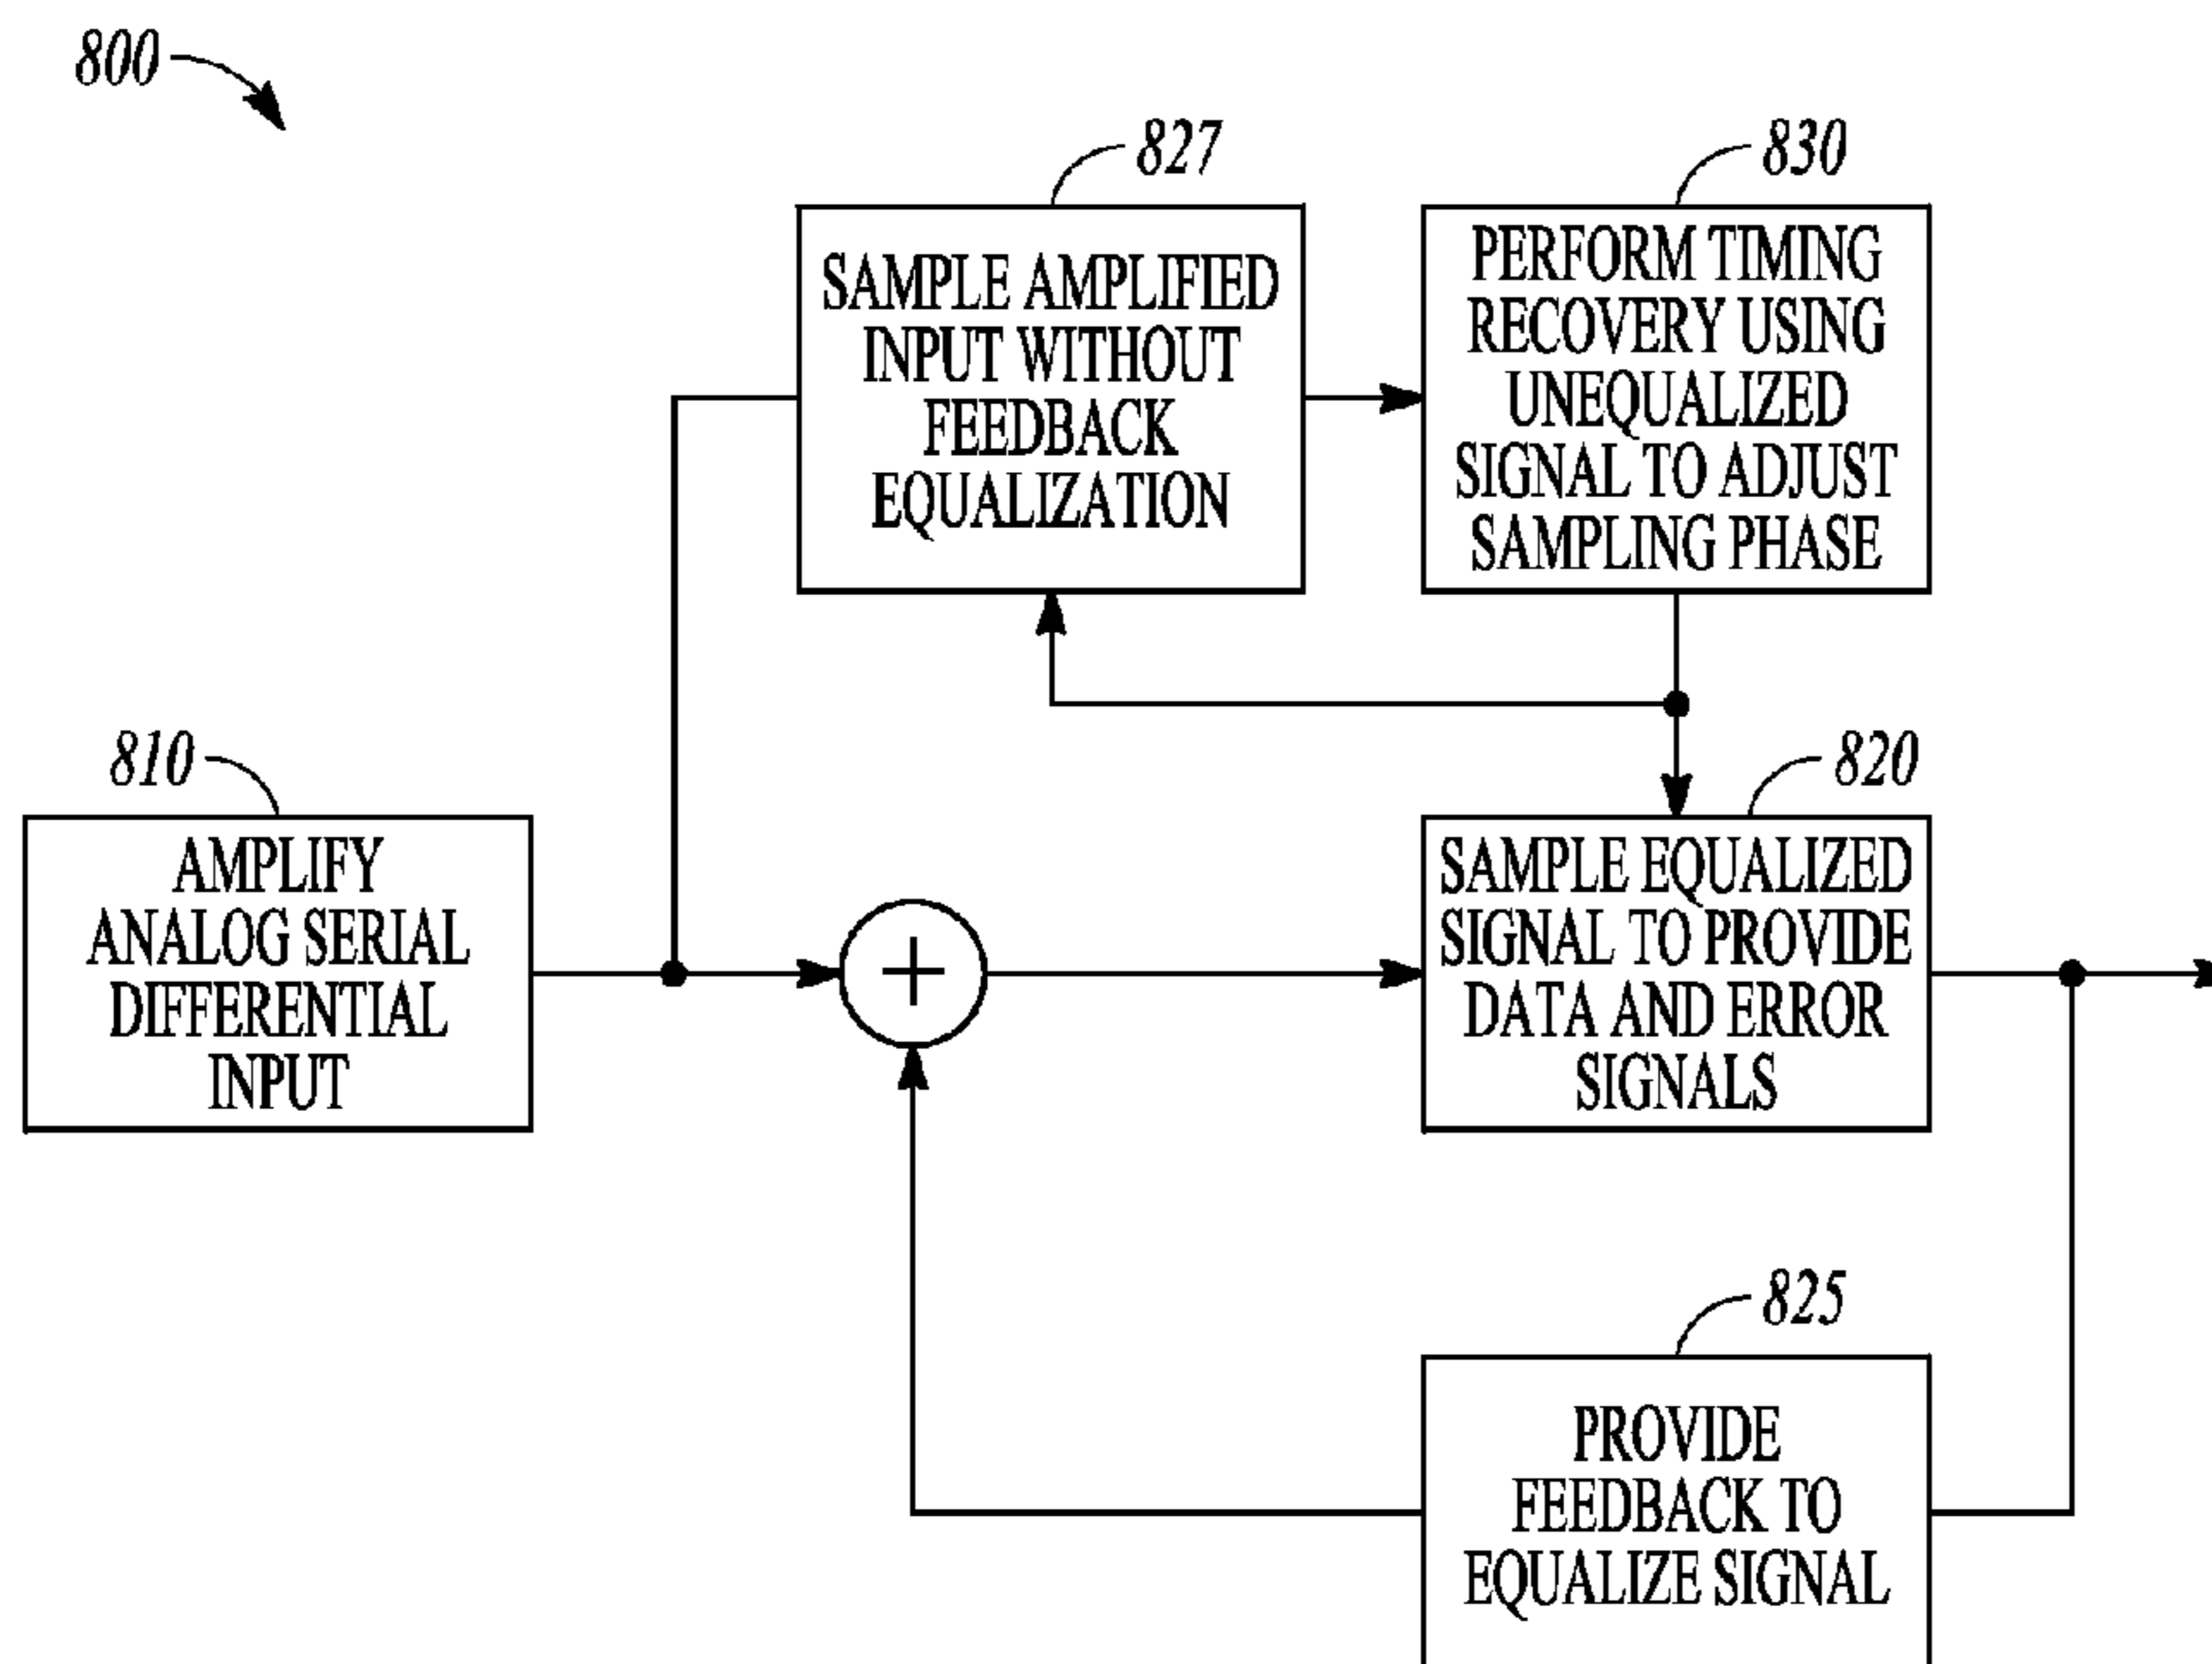 800
827
SAMPLE AMPLIFIED
INPUT WITHOUT
FEEDBACK
EQUALIZATION
830
PERFORM TIMING
RECOVERY USING
UNEQUALIZED
SIGNAL TO ADJUST
SAMPLING PHASE
810
AMPLIFY
ANALOG SERIAL
DIFFERENTIAL
INPUT
+
820
SAMPLE EQUALIZED
SIGNAL TO PROVIDE
DATA AND ERROR
SIGNALS
825
PROVIDE
FEEDBACK TO
EQUALIZE SIGNAL